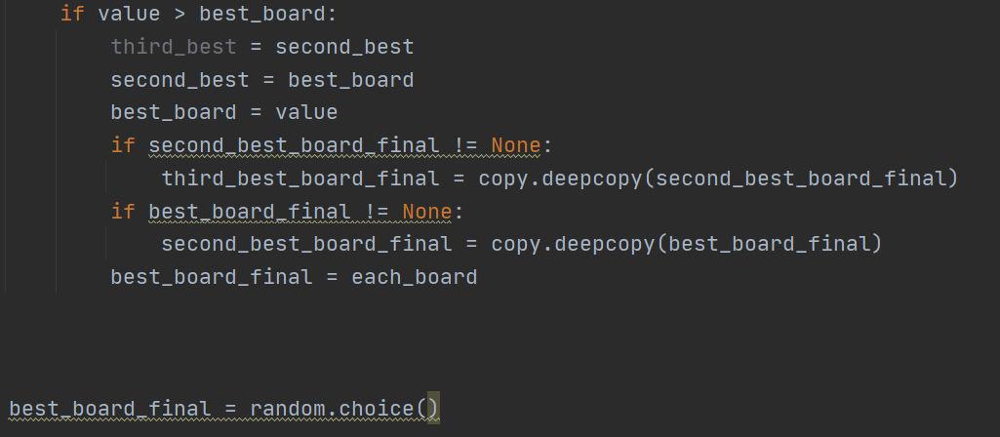 if value > best_board:
third_best = second_best
second_best = best_board
best_board = value
if second_best_board_final != None:
third_best_board_final = copy.deepcopy(second_best_board_final)
if best_board_final != None:
second_best_board_final = copy.deepcopy(best_board_final)
best_board_final = each_board
best_board_final = random.choice()